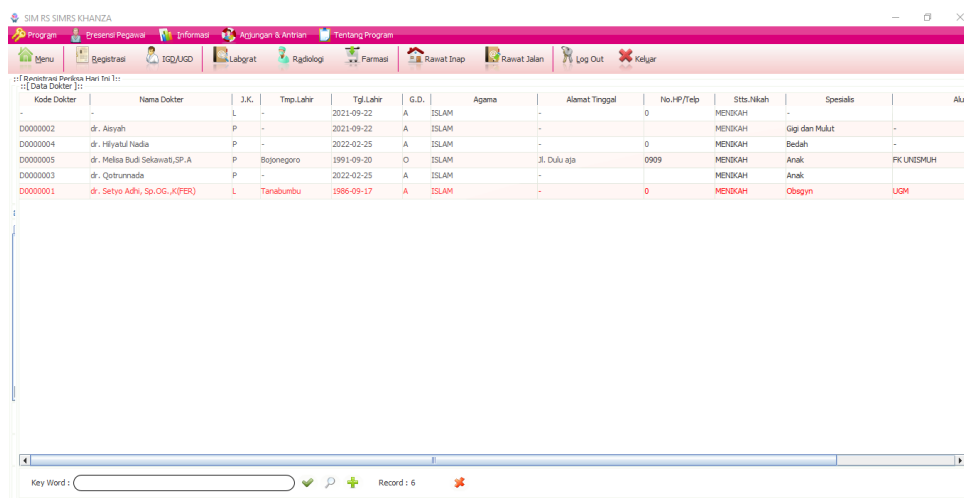 SIM RS SIMRS KHANZA
Program Presensi Pegawai Informasi Anjungan & Antrian Tentang Program
Menu Registrasi IGD/UGD Laborat Radiologi Farmasi Rawat Inap Rawat Jalan Log Out Keluar
::[ Registrasi Periksa Hari Ini ]::
::[ Data Dokter ]::
Kode Dokter Nama Dokter J.K. Tmp.Lahir Tgl.Lahir G.D. Agama Alamat Tinggal No.HP/Telp Stts.Nikah Spesialis Alu
- - L - 2021-09-22 A ISLAM - 0 MENIKAH -
D0000002 dr. Aisyah P - 2021-09-22 A ISLAM - MENIKAH Gigi dan Mulut -
D0000004 dr. Hilyatul Nadia P - 2022-02-25 A ISLAM - 0 MENIKAH Bedah -
D0000005 dr. Melisa Budi Sekawati,SP.A P Bojonegoro 1991-09-20 O ISLAM Jl. Dulu aja 0909 MENIKAH Anak FK UNISMUH
D0000003 dr. Qotrunnada P - 2022-02-25 A ISLAM - MENIKAH Anak -
D0000001 dr. Setyo Adhi, Sp.OG.,K(FER) L Tanabumbu 1986-09-17 A ISLAM - 0 MENIKAH Obsgyn UGM
Key Word : Record : 6